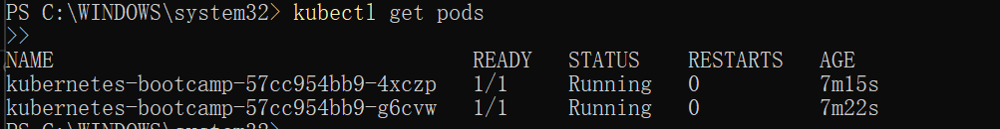 PS C:\WINDOWS\system32> kubectl get pods
>>
NAME READY STATUS RESTARTS AGE
kubernetes-bootcamp-57cc954bb9-4xczp 1/1 Running 0 7m15s
kubernetes-bootcamp-57cc954bb9-g6cvw 1/1 Running 0 7m22s
PS C:\WINDOWS\system32>